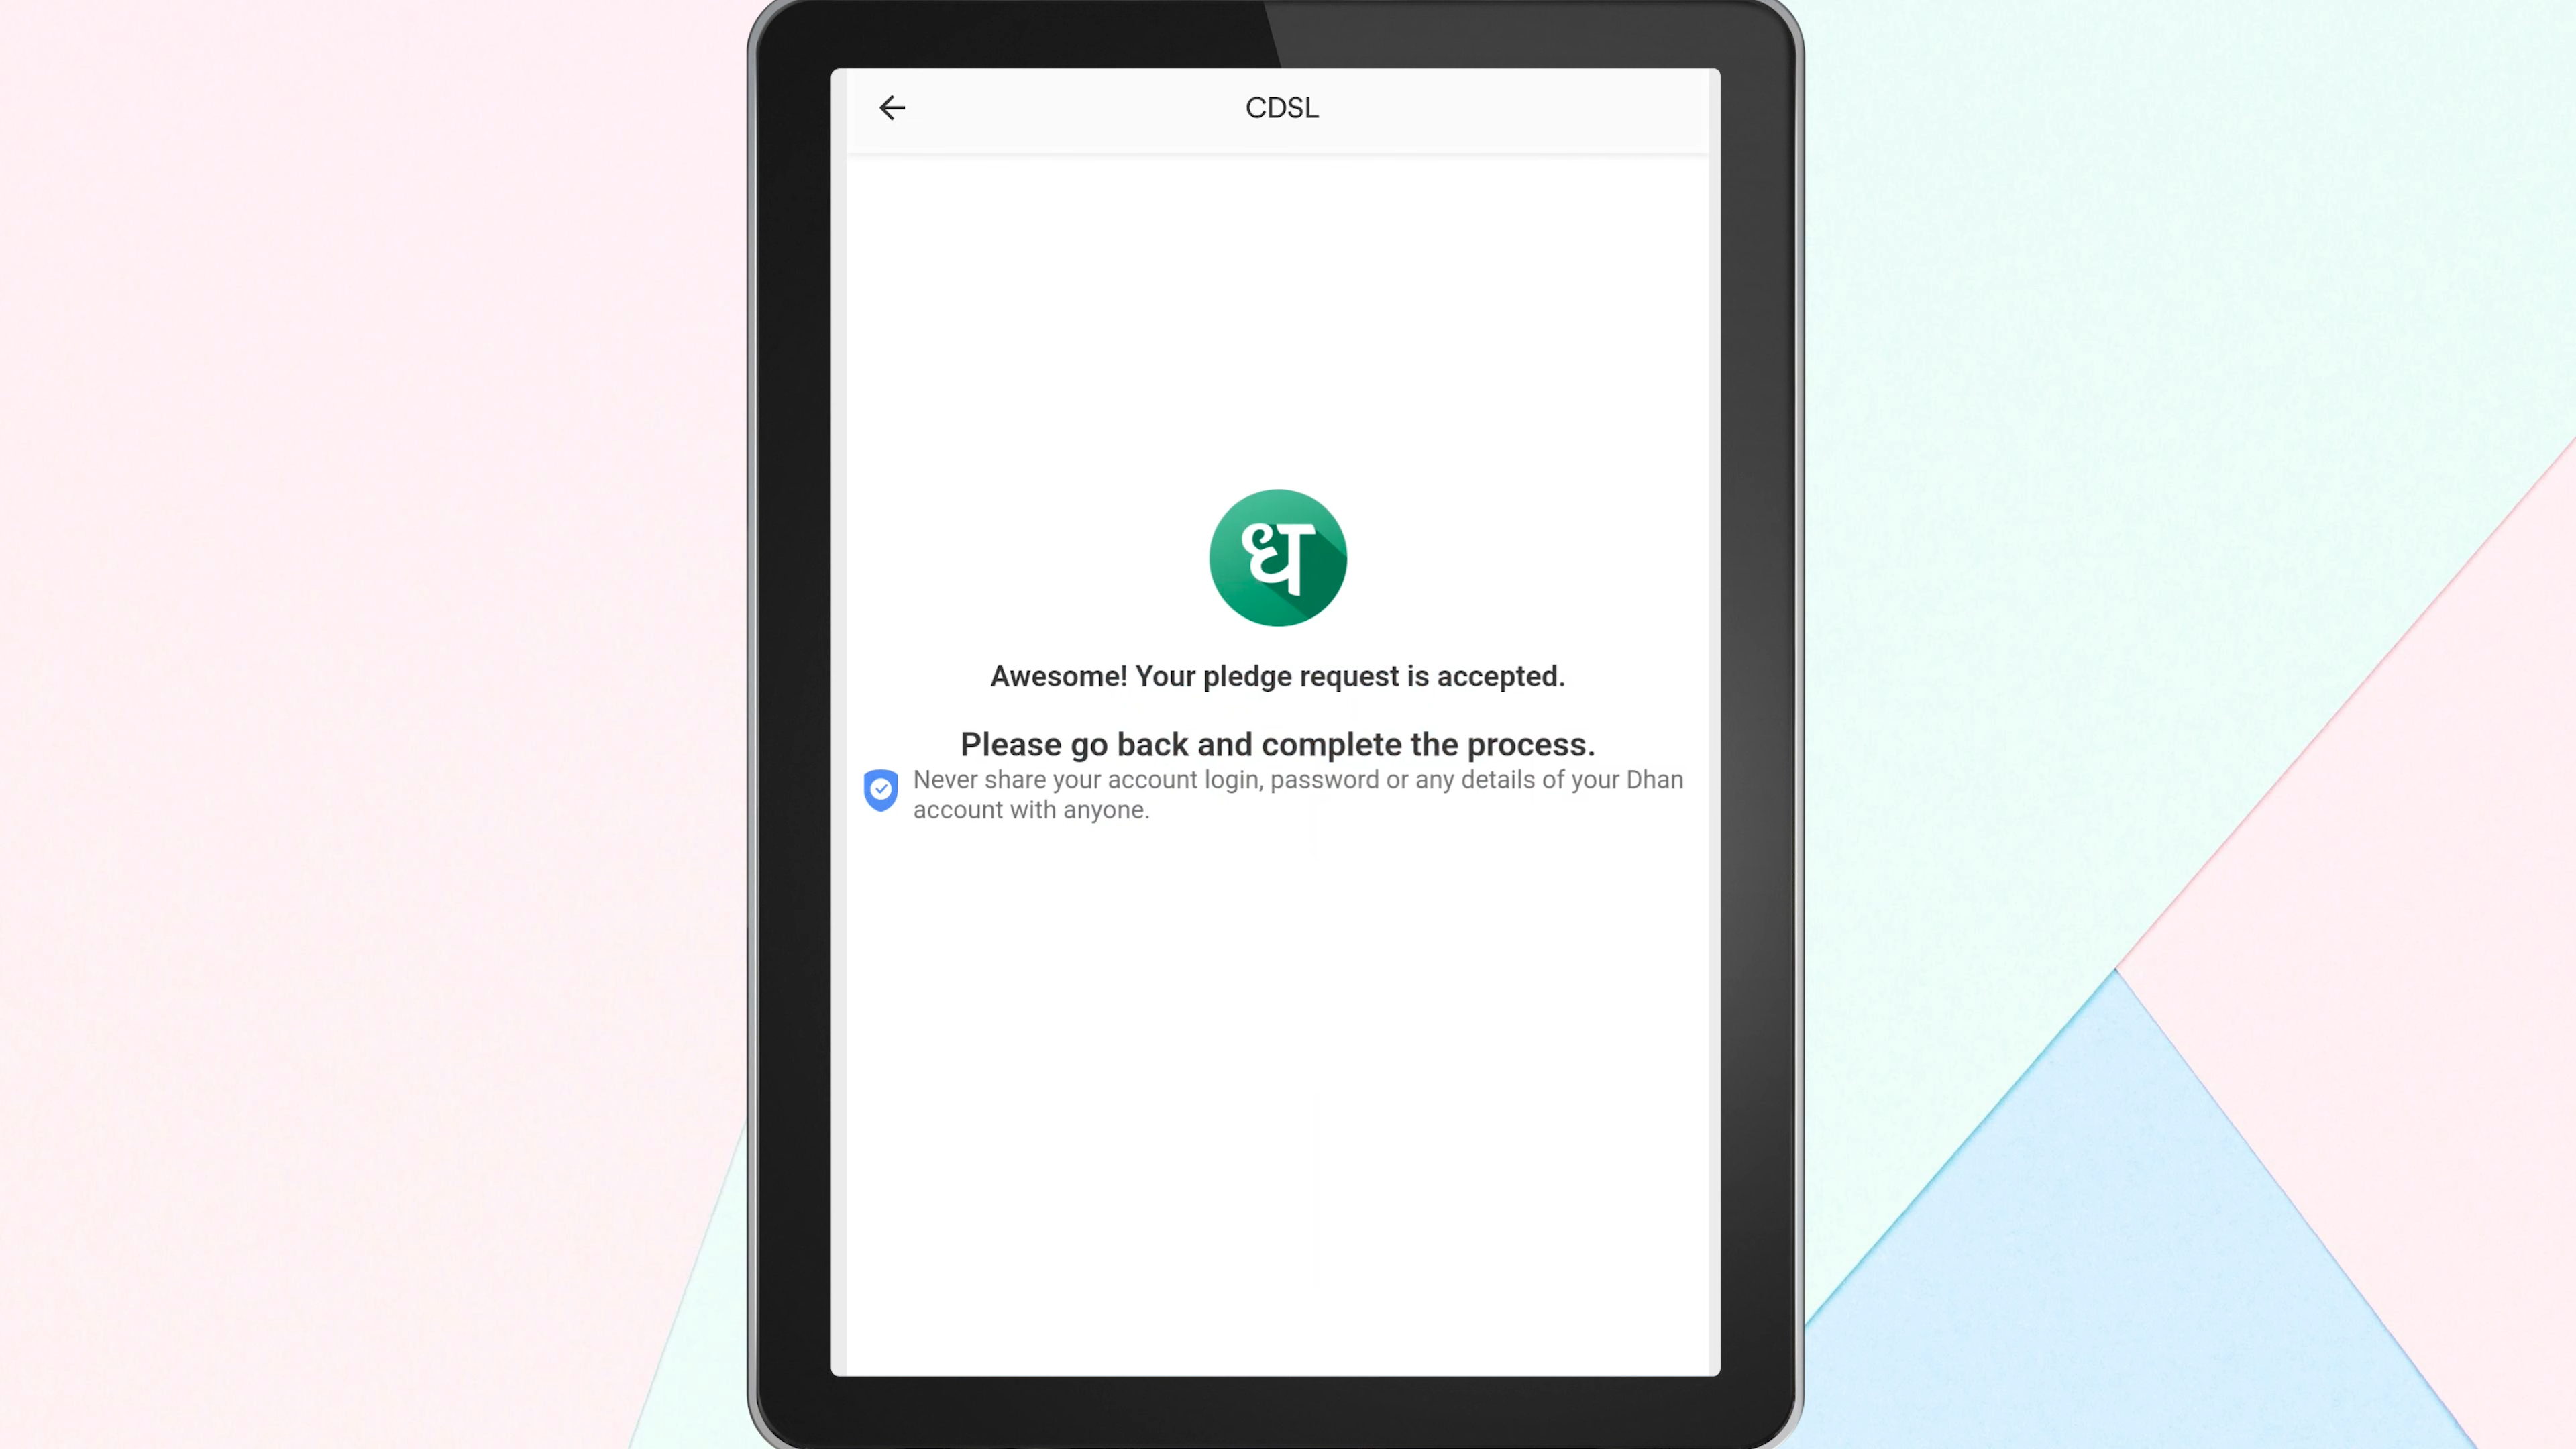 CDSL
ध
Awesome! Your pledge request is accepted.
Please go back and complete the process.
Never share your account login, password or any details of your Dhan
account with anyone.